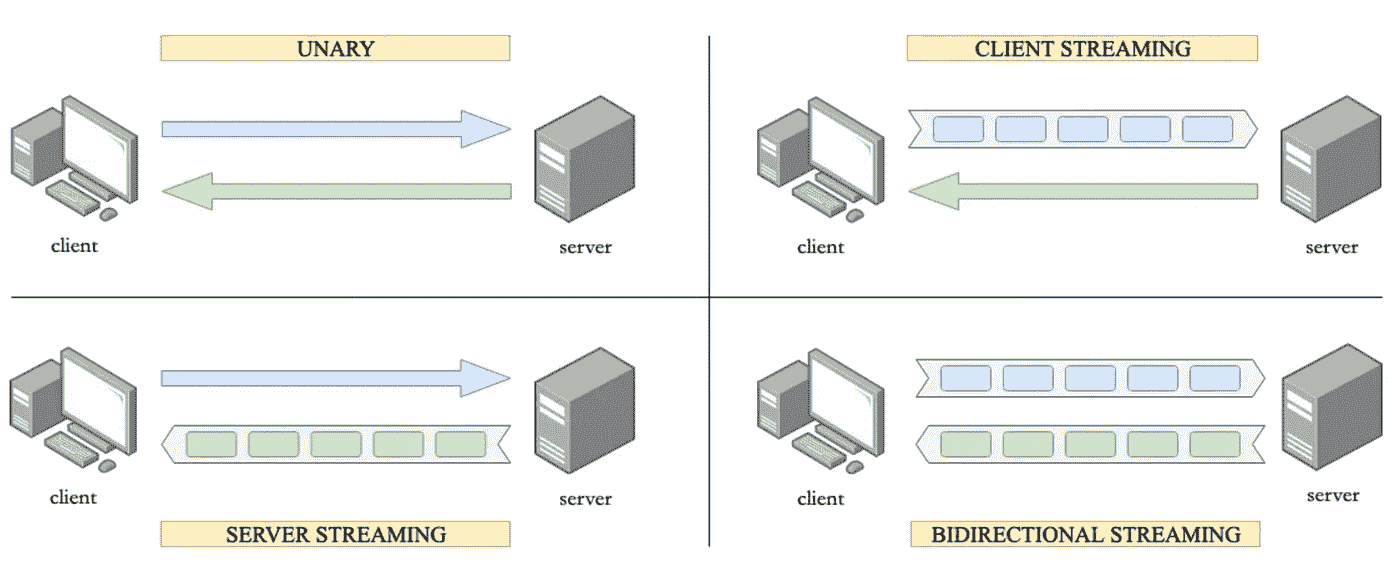 UNARY
client
server
CLIENT STREAMING
client
server
client
server
SERVER STREAMING
client
server
BIDIRECTIONAL STREAMING